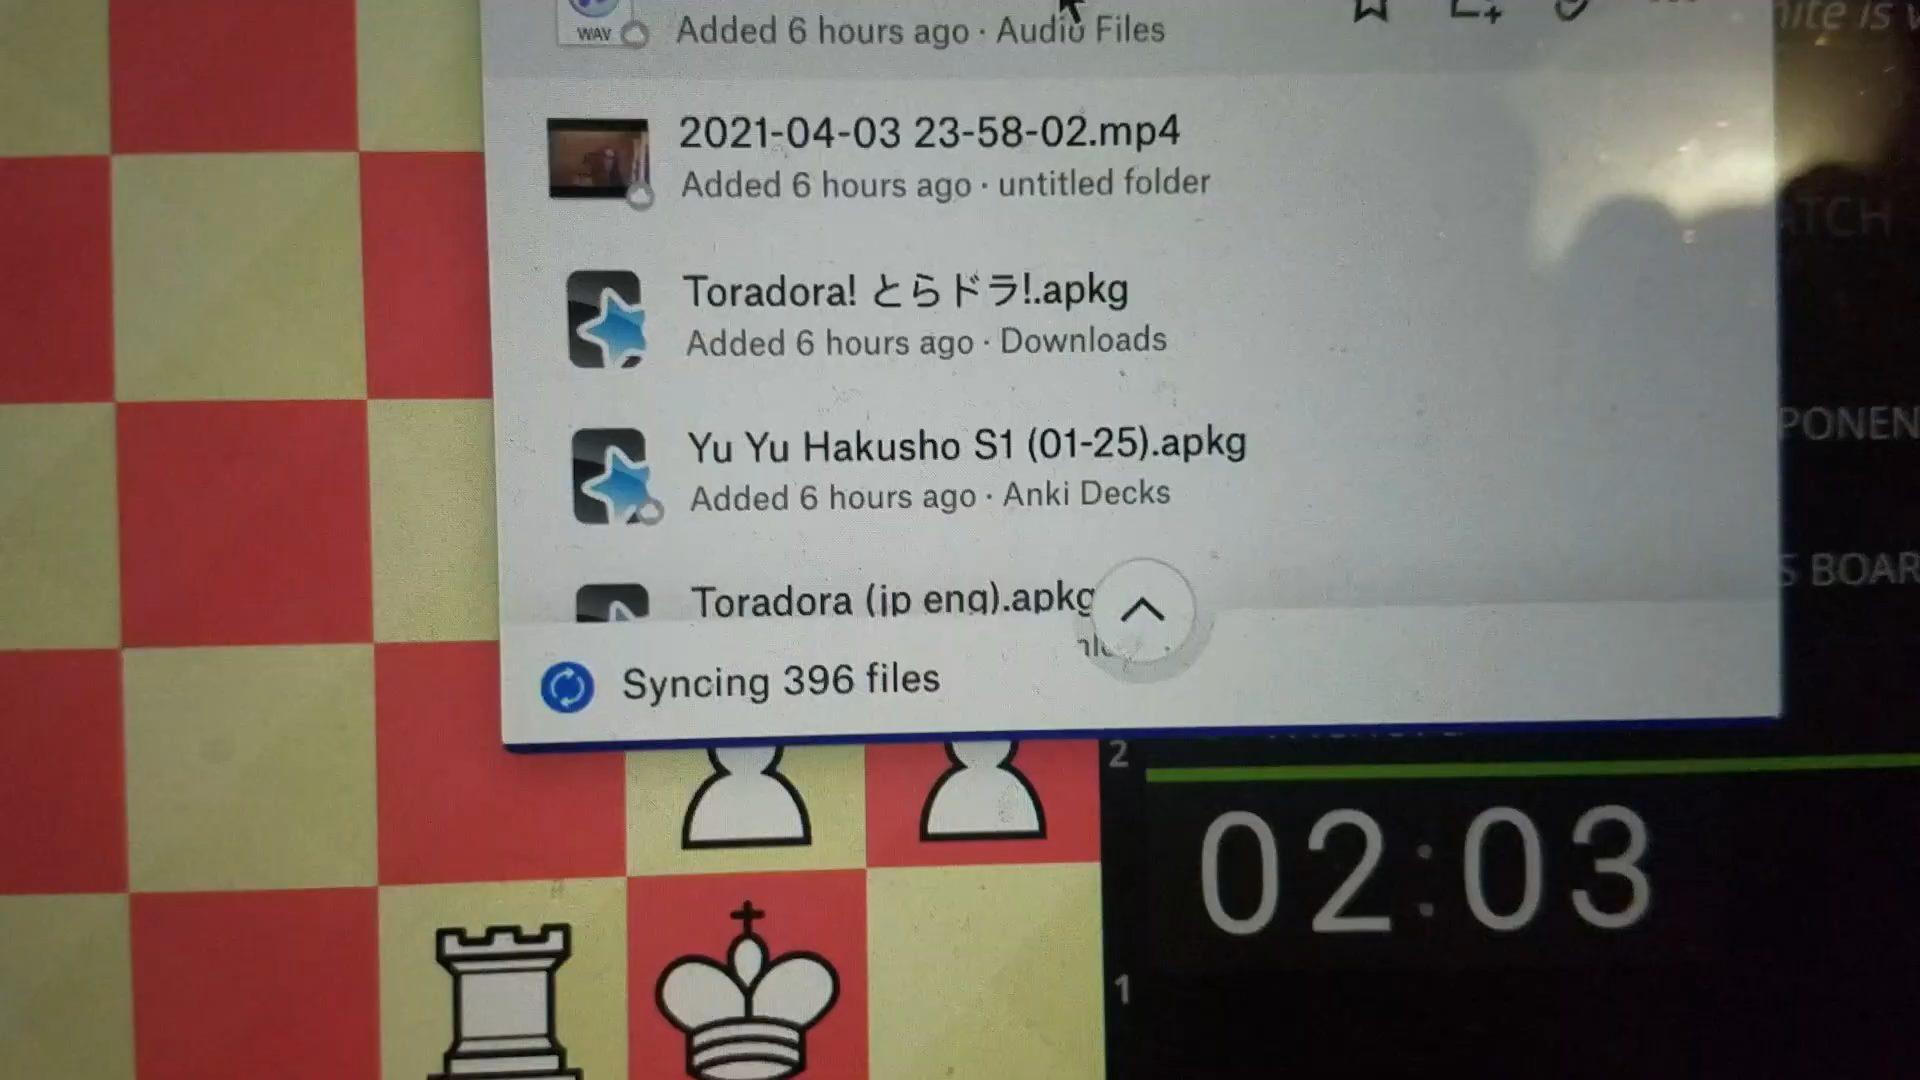 WAV
Added 6 hours ago · Audio Files
2021-04-03 23-58-02.mp4
Added 6 hours ago · untitled folder
Toradora! とらドラ!.apkg
Added 6 hours ago · Downloads
Yu Yu Hakusho S1 (01-25).apkg
Added 6 hours ago · Anki Decks
Toradora (jp eng).apkg
Syncing 396 files
hite is
ATCH
PONEN
S BOAR
2
02:03
1